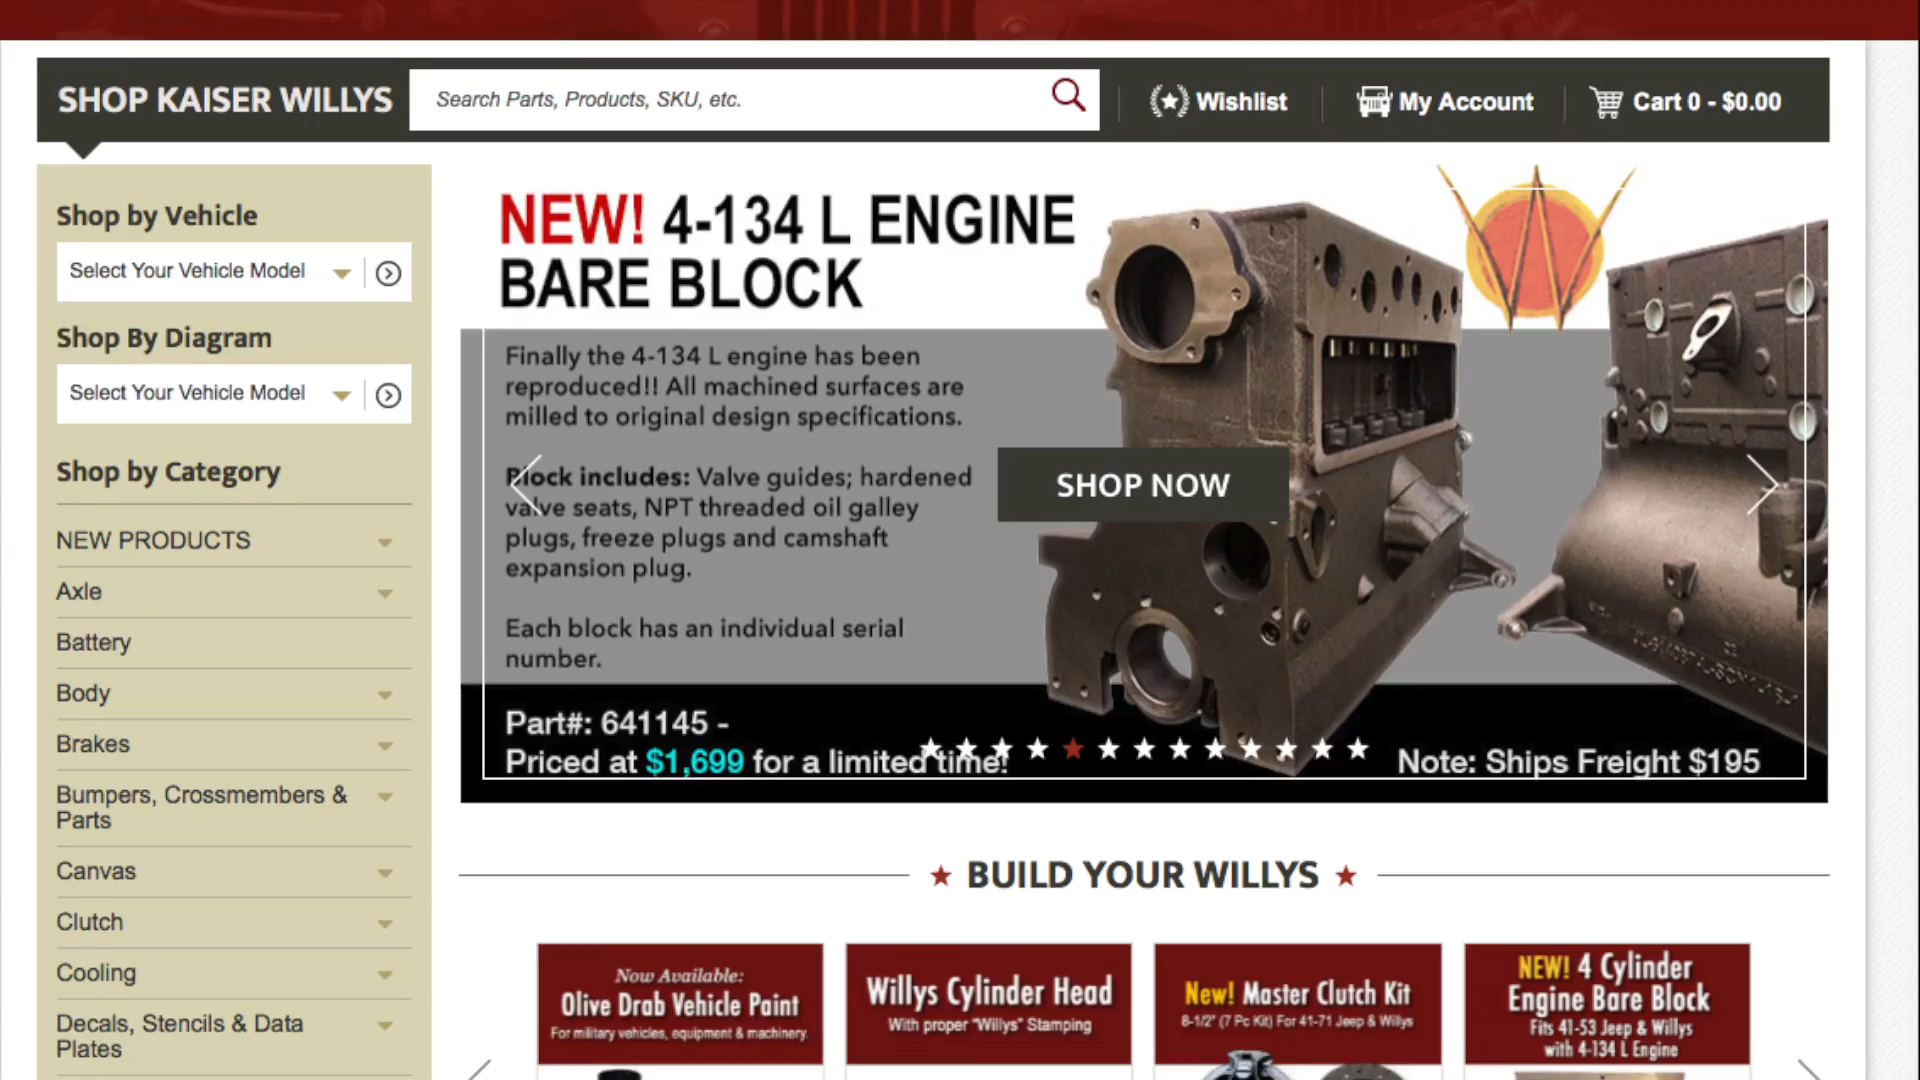 SHOP KAISER WILLYS
Search Parts, Products, SKU, etc.
Wishlist
My Account
Cart 0 - $0.00
Shop by Vehicle
Select Your Vehicle Model
Shop By Diagram
Select Your Vehicle Model
Shop by Category
NEW PRODUCTS
Axle
Battery
Body
Brakes
Bumpers, Crossmembers &
Parts
Canvas
Clutch
Cooling
Decals, Stencils & Data
Plates
NEW! 4-134 L ENGINE
BARE BLOCK
Finally the 4-134 L engine has been
reproduced!! All machined surfaces are
milled to original design specifications.
Block includes: Valve guides; hardened
valve seats, NPT threaded oil galley
plugs, freeze plugs and camshaft
expansion plug.
Each block has an individual serial
number.
SHOP NOW
Part#: 641145 -
Priced at $1,699 for a limited time!
Note: Ships Freight $195
BUILD YOUR WILLYS
Now Available:
Olive Drab Vehicle Paint
For military vehicles, equipment & machinery.
Willys Cylinder Head
With proper "Willys" Stamping
New! Master Clutch Kit
8-1/2" (7 Pc Kit) For 41-71 Jeep & Willys
NEW! 4 Cylinder
Engine Bare Block
Fits 41-53 Jeep & Willys
with 4-134 L Engine